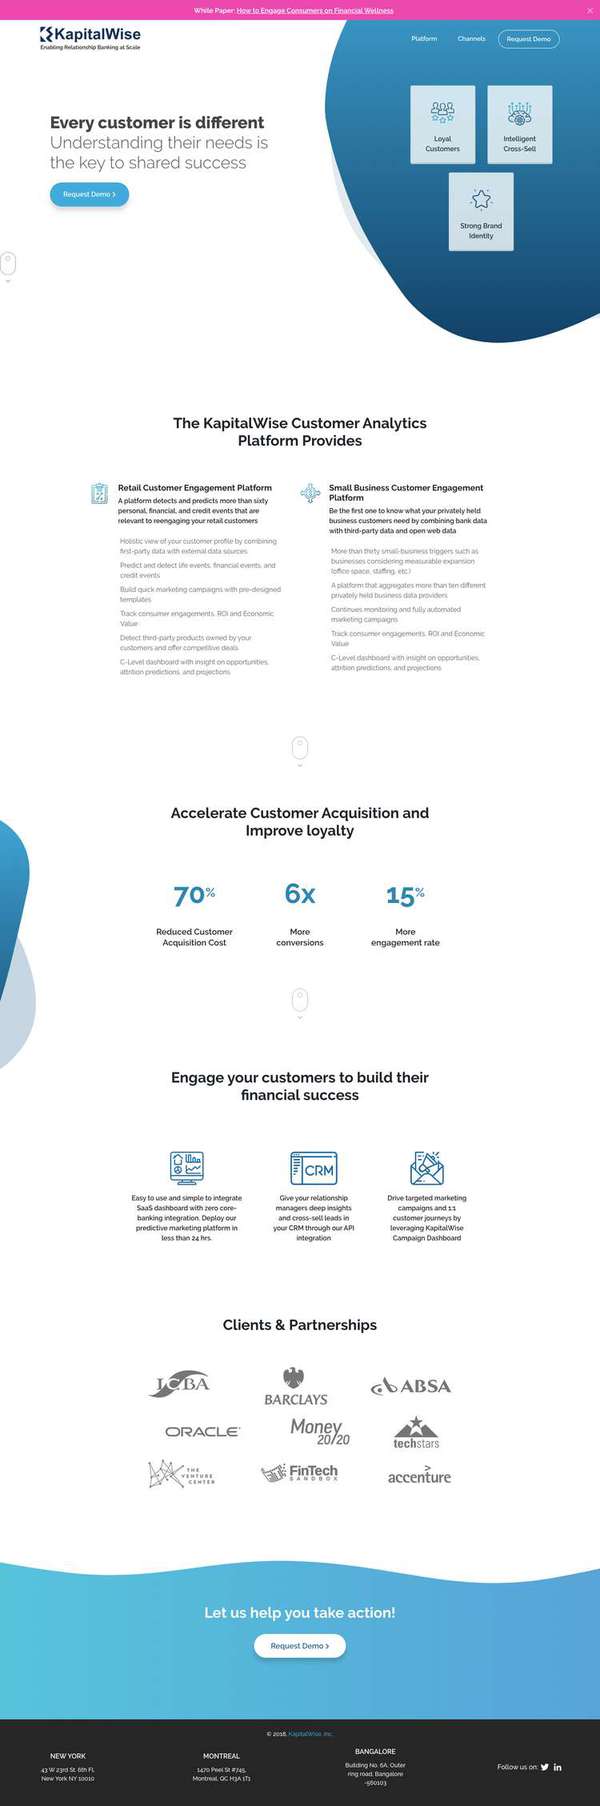 White Paper: How to Engage Consumers on Financial Wellness
KapitalWise
Enabling Relationship Banking at Scale
Platform
Channels
Request Demo
Every customer is different
Understanding their needs is
the key to shared success
Request Demo
Loyal
Customers
Intelligent
Cross-Sell
Strong Brand
Identity
The KapitalWise Customer Analytics
Platform Provides
Retail Customer Engagement Platform
A platform detects and predicts more than sixty
personal, financial, and credit events that are
relevant to reengaging your retail customers
Holistic view of your customer profile by combining
first-party data with external data sources
Predict and detect life events, financial events, and
credit events
Build quick marketing campaigns with pre-designed
templates
Track consumer engagements, ROI and Economic
Value
Detect third-party products owned by your
customers and offer competitive deals
C-Level dashboard with insight on opportunities,
attrition predictions, and projections
Small Business Customer Engagement
Platform
Be the first one to know what your privately held
business customers need by combining bank data
with third-party data and open web data
More than thirty small-business triggers such as
businesses considering measurable expansion
(office space, staffing, etc)
A platform that aggregates more than ten different
privately held business data providers
Continues monitoring and fully automated
marketing campaigns
Track consumer engagements, ROI and Economic
Value
C-Level dashboard with insight on opportunities,
attrition predictions, and projections
Accelerate Customer Acquisition and
Improve loyalty
70%
Reduced Customer
Acquisition Cost
6x
More
conversions
15%
More
engagement rate
Engage your customers to build their
financial success
Easy to use and simple to integrate
SaaS dashboard with zero core-
banking integration. Deploy our
predictive marketing platform in
less than 24 hrs.
CRM
Give your relationship
managers deep insights
and cross-sell leads in
your CRM through our API
integration
Drive targeted marketing
campaigns and 1:1
customer journeys by
leveraging KapitalWise
Campaign Dashboard
Clients & Partnerships
ICBA
BARCLAYS
ABSA
ORACLE
Money
20/20
techstars
THE
VENTURE
CENTER
FinTech
SANDBOX
accenture
Let us help you take action!
Request Demo
© 2018, KapitalWise, Inc.
NEW YORK
43 W 23rd St. 6th Fl,
New York NY 10010
MONTREAL
1470 Peel St #745,
Montreal, QC H3A 1T1
BANGALORE
Building No. 6A, Outer
ring road, Bangalore
-560103
Follow us on: